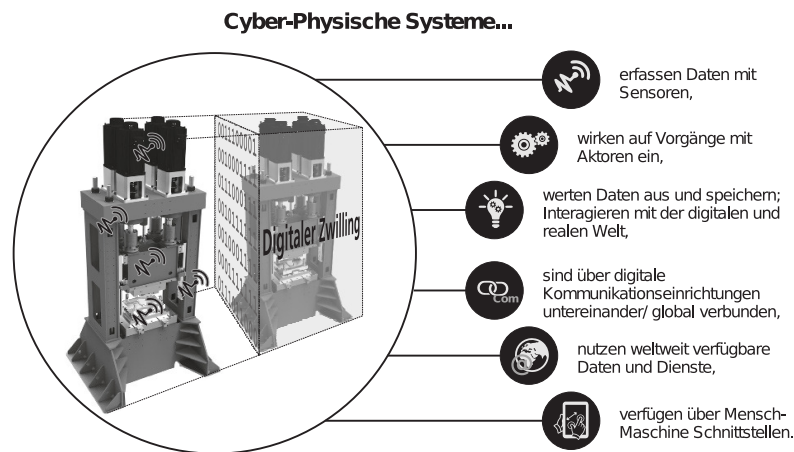 Cyber-Physische Systeme...
erfassen Daten mit
Sensoren,
wirken auf Vorgänge mit
Aktoren ein,
werten Daten aus und speichern;
Interagieren mit der digitalen und
realen Welt,
sind über digitale
Kommunikationseinrichtungen
untereinander/ global verbunden,
nutzen weltweit verfügbare
Daten und Dienste,
verfügen über Mensch-
Maschine Schnittstellen.
Digitaler Zwilling
Com